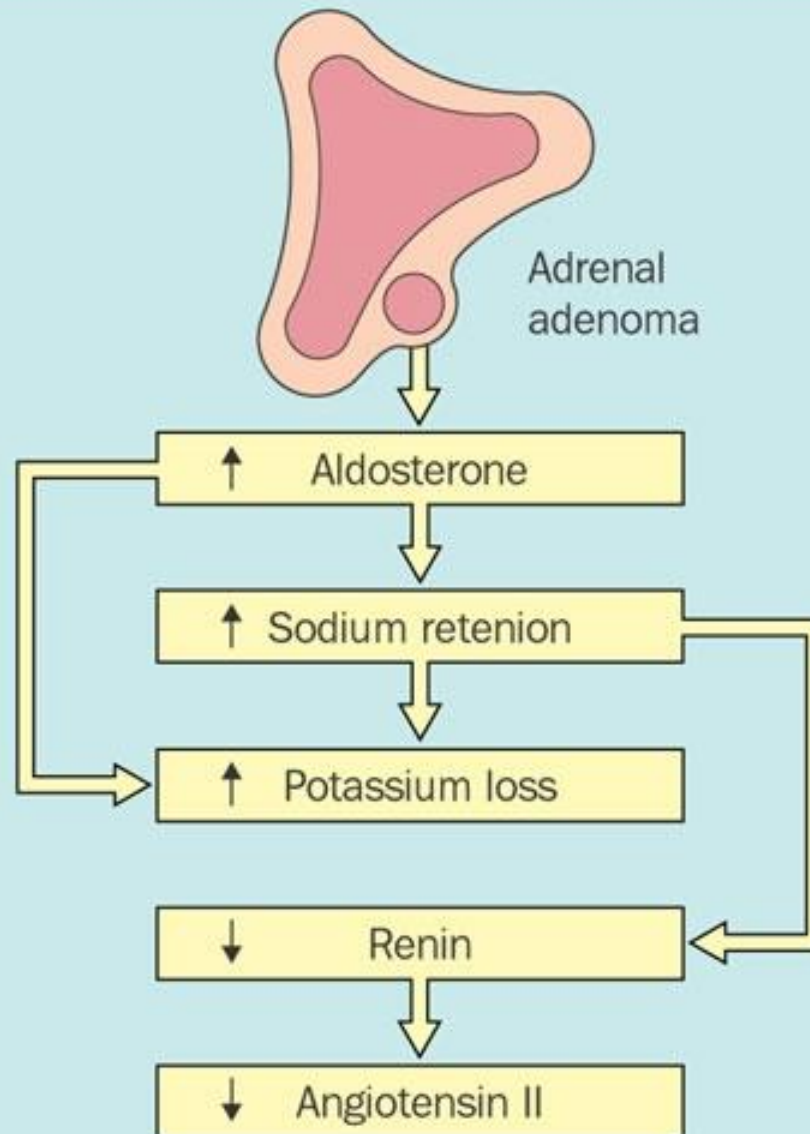 Adrenal
adenoma
↑ Aldosterone
↑ Sodium retenion
↑ Potassium loss
↓ Renin
↓ Angiotensin II